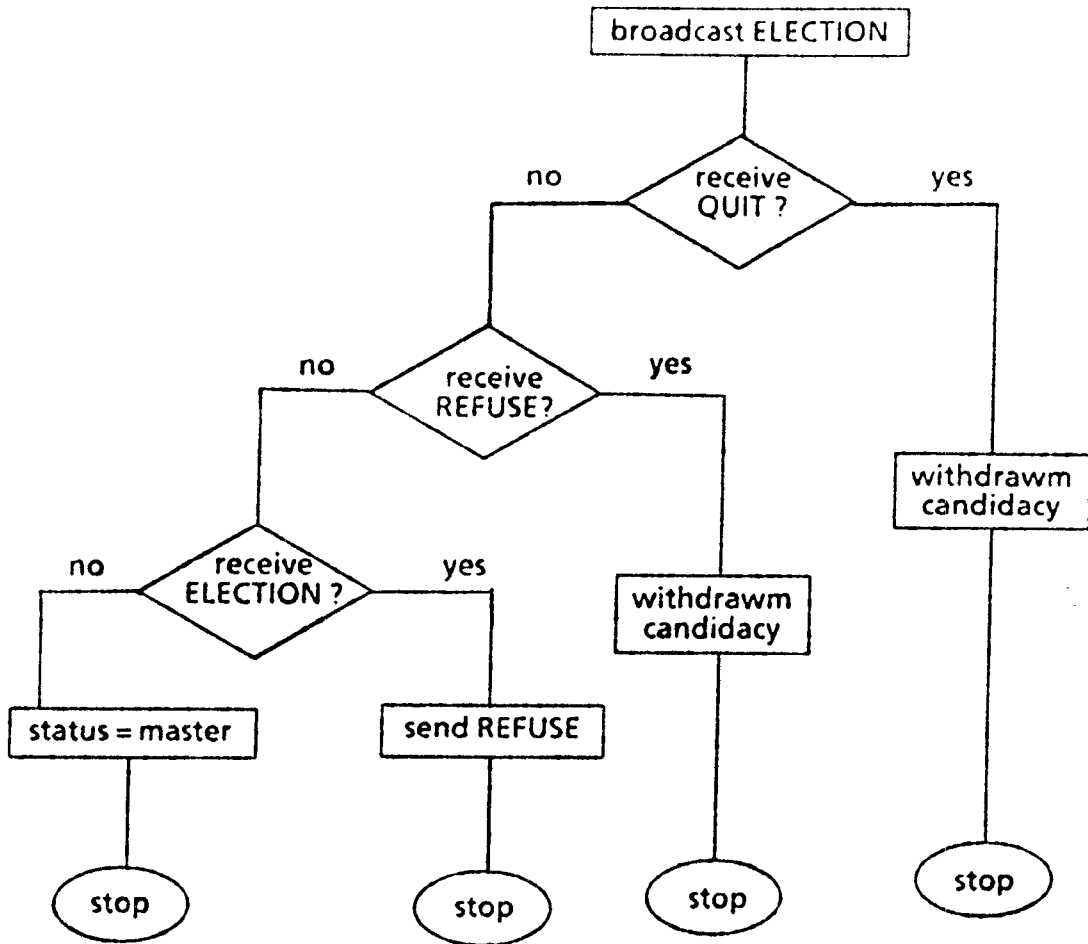 broadcast ELECTION
no
receive
QUIT ?
yes
no
receive
REFUSE?
yes
withdrawm
candidacy
no
receive
ELECTION ?
yes
withdrawm
candidacy
status = master
send REFUSE
stop
stop
stop
stop